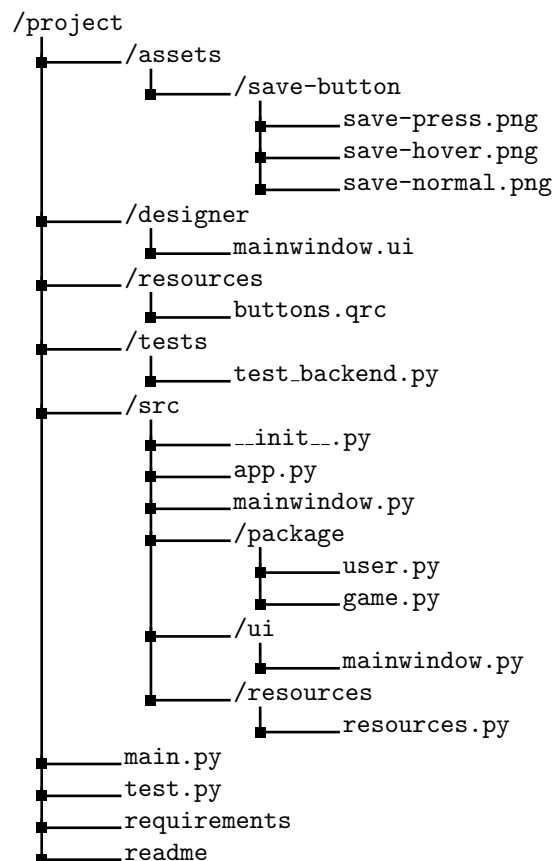 /project
/assets
/save-button
save-press.png
save-hover.png
save-normal.png
/designer
mainwindow.ui
/resources
buttons.qrc
/tests
test_backend.py
/src
__init__.py
app.py
mainwindow.py
/package
user.py
game.py
/ui
mainwindow.py
/resources
resources.py
main.py
test.py
requirements
readme